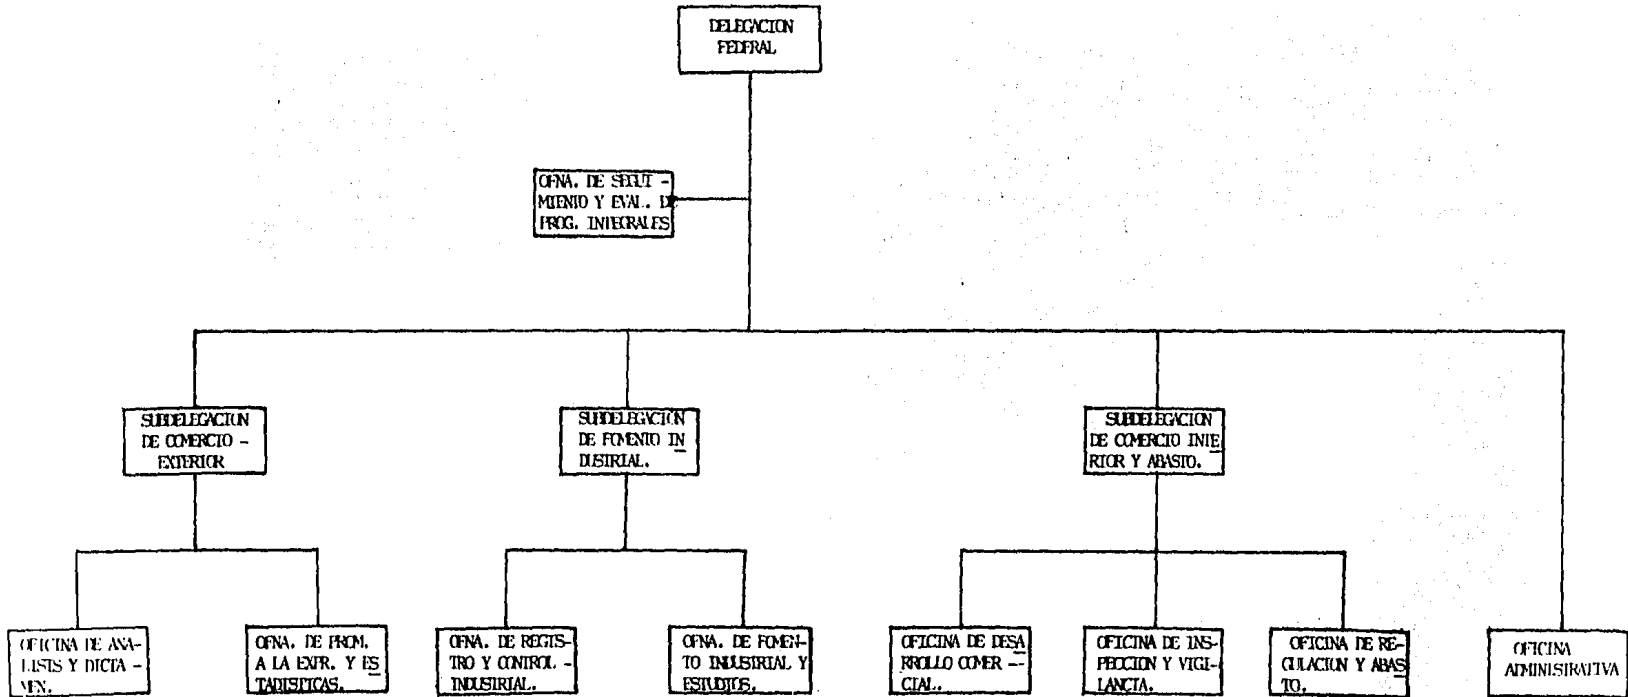 DELEGACION
FEDERAL
OFNA. DE SEGUI -
MIENTO Y EVAL. DE
PROG. INTEGRALES
SUBDELEGACION
DE COMERCIO -
EXTERIOR
SUBDELEGACION
DE FOMENTO IN
DUSTRIAL.
SUBDELEGACION
DE COMERCIO INTE
RIOR Y ABASTO.
OFICINA DE ANA-
LISIS Y DICTA -
MEN.
OFNA. DE PROM.
A LA EXPR. Y ES
TADISTICAS.
OFNA. DE REGIS-
TRO Y CONTROL -
INDUSTRIAL.
OFNA. DE FOMEN-
TO INDUSTRIAL Y
ESTUDIOS.
OFICINA DE DESA
RROLLO COMER --
CIAL.
OFICINA DE INS-
PECCION Y VIGI-
LANCIA.
OFICINA DE RE-
GULACION Y ABAS
TO.
OFICINA
ADMINISTRATIVA